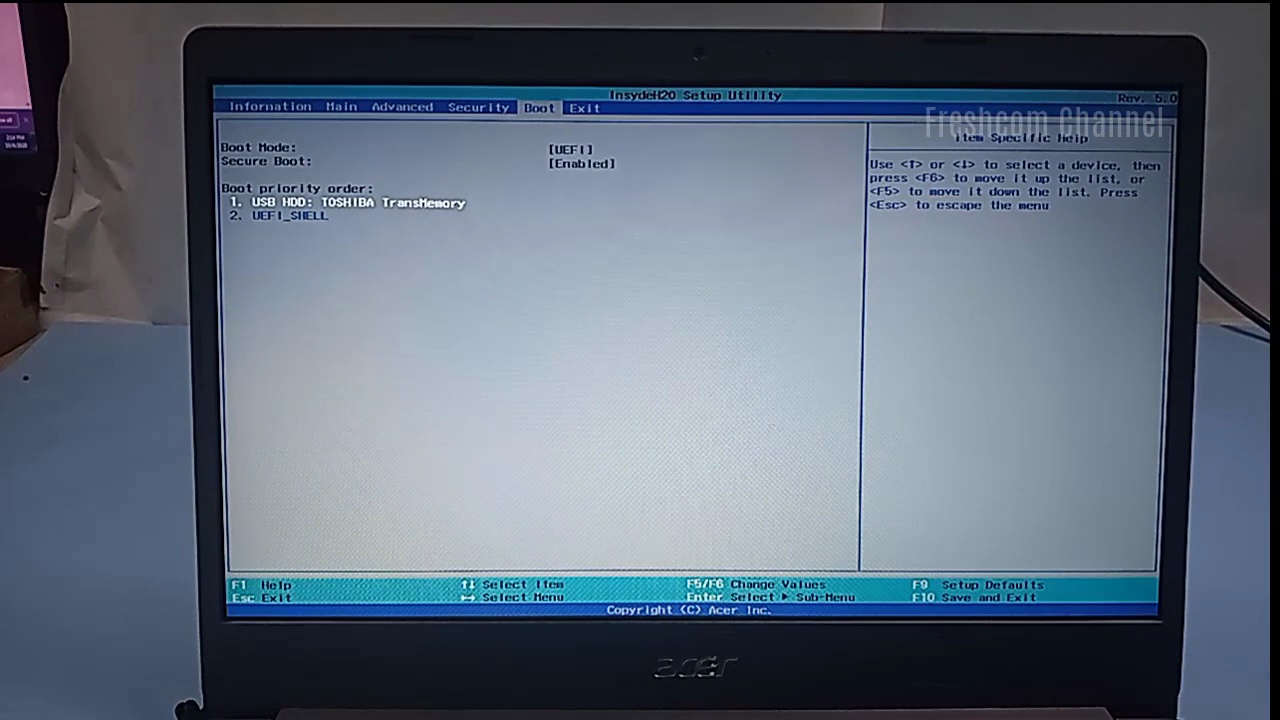 InsydeH20 Setup Utility
Rev. 5.0
Information Main Advanced Security Boot Exit
Freshcom Channel
Item Specific Help
Boot Mode: [UEFI]
Secure Boot: [Enabled]
Boot priority order:
1. USB HDD: TOSHIBA TransMemory
2. UEFI_SHELL
Use <↑> or <↓> to select a device, then
press <F6> to move it up the list, or
<F5> to move it down the list. Press
<Esc> to escape the menu
F1 Help ↑↓ Select Item F5/F6 Change Values F9 Setup Defaults
Esc Exit ↔ Select Menu Enter Select ▶ Sub-Menu F10 Save and Exit
Copyright (C) Acer Inc.
acer